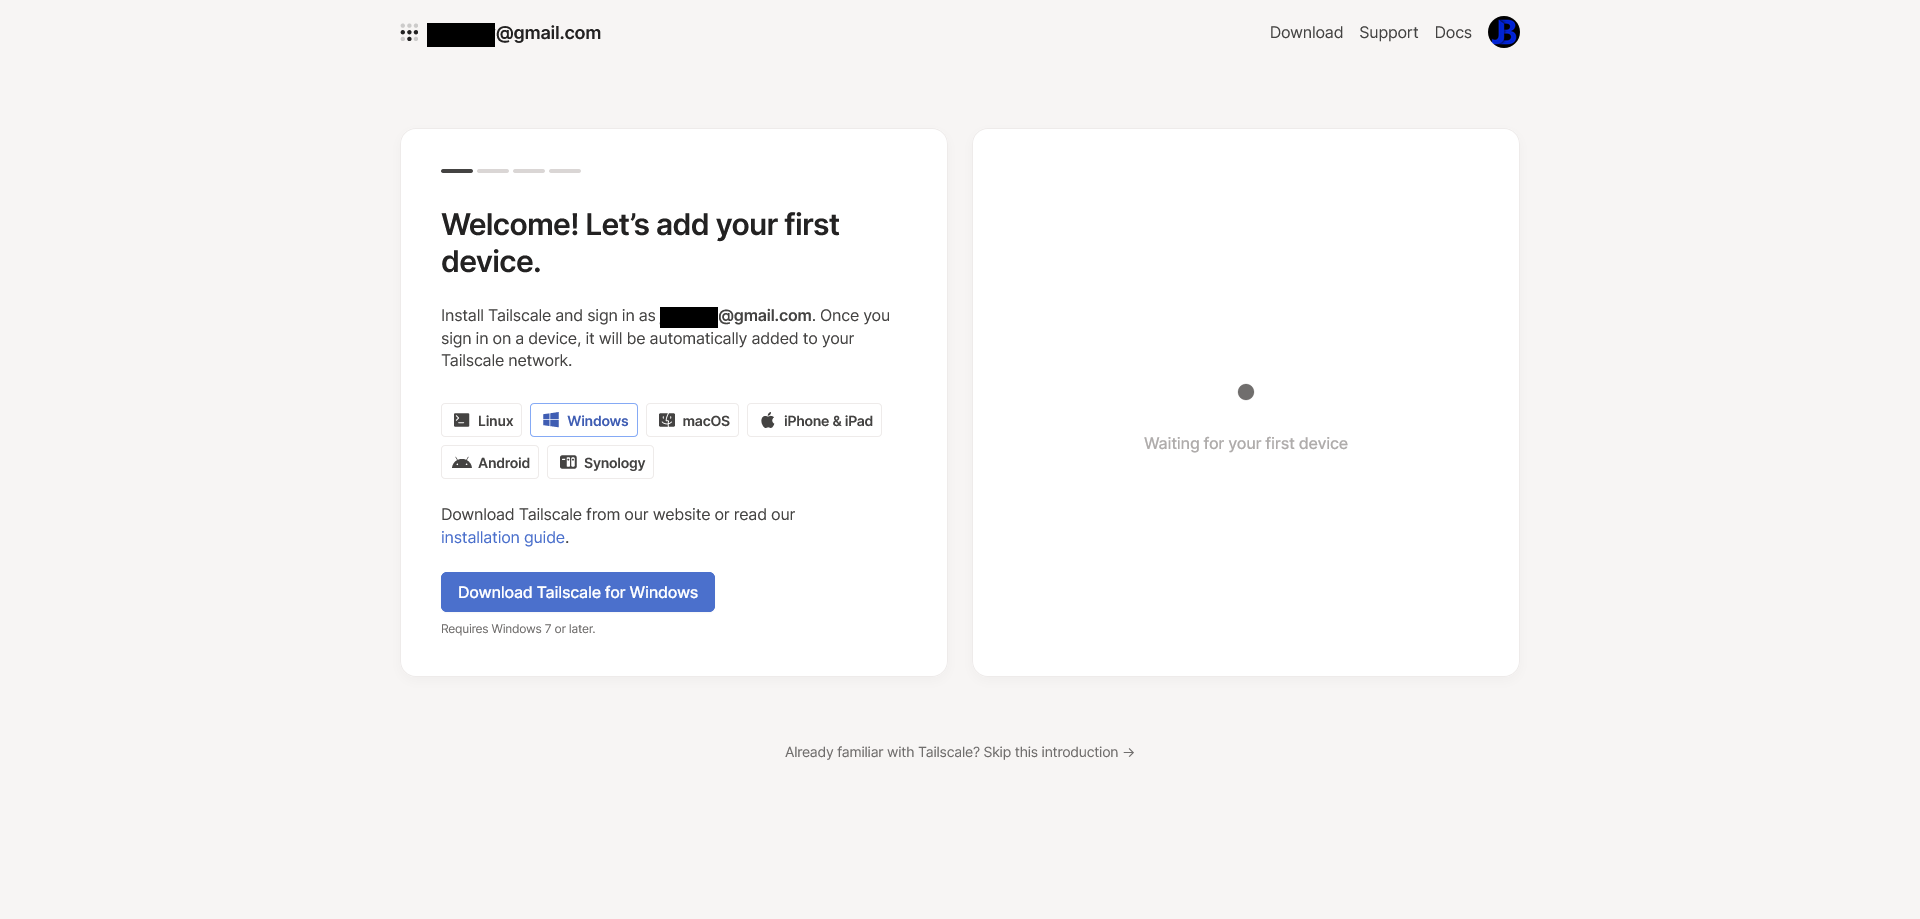 @gmail.com
Download Support Docs
JB
Welcome! Let’s add your first
device.
Install Tailscale and sign in as @gmail.com. Once you
sign in on a device, it will be automatically added to your
Tailscale network.
Linux Windows macOS iPhone & iPad
Android Synology
Download Tailscale from our website or read our
installation guide.
Download Tailscale for Windows
Requires Windows 7 or later.
Waiting for your first device
Already familiar with Tailscale? Skip this introduction →